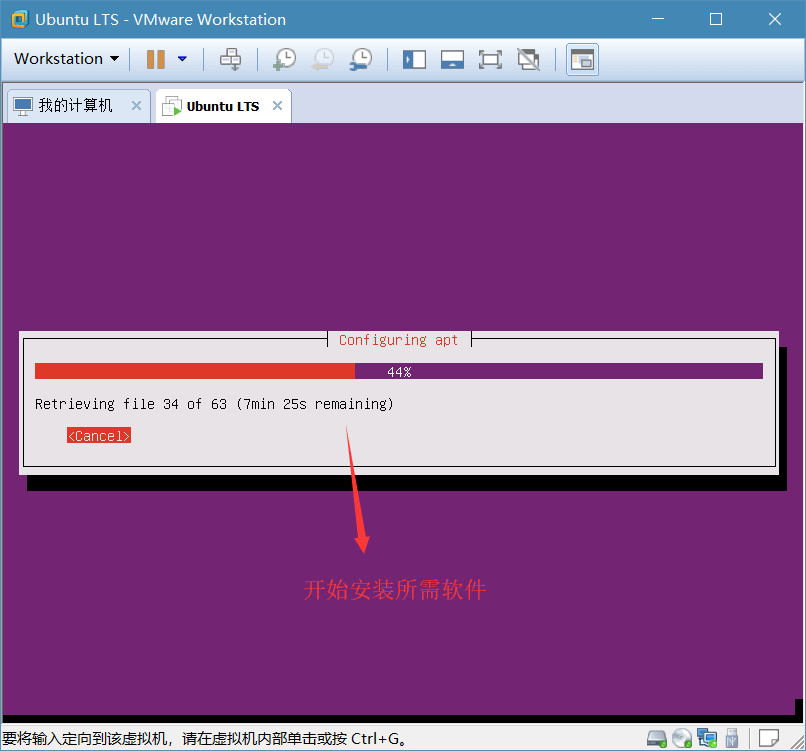 Ubuntu LTS - VMware Workstation
Workstation
我的计算机
Ubuntu LTS
Configuring apt
44%
Retrieving file 34 of 63 (7min 25s remaining)
<Cancel>
开始安装所需软件
要将输入定向到该虚拟机，请在虚拟机内部单击或按 Ctrl+G。